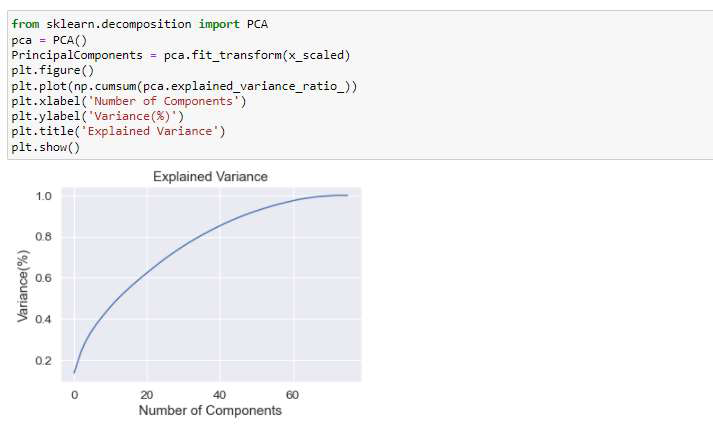 from sklearn.decomposition import PCA
pca = PCA()
PrincipalComponents = pca.fit_transform(x_scaled)
plt.figure()
plt.plot(np.cumsum(pca.explained_variance_ratio_))
plt.xlabel('Number of Components')
plt.ylabel('Variance(%)')
plt.title('Explained Variance')
plt.show()
Explained Variance
1.0
0.8
0.6
0.4
0.2
Variance(%)
0 20 40 60
Number of Components